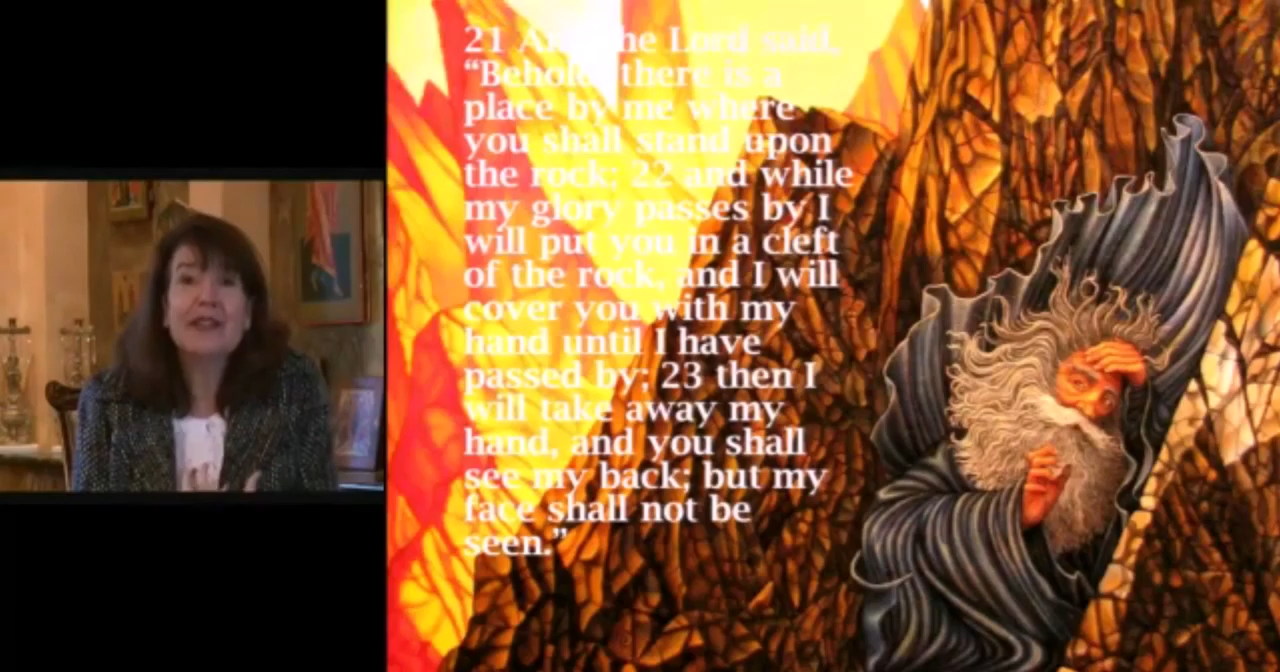 21 And the Lord said,
“Behold, there is a
place by me where
you shall stand upon
the rock; 22 and while
my glory passes by I
will put you in a cleft
of the rock, and I will
cover you with my
hand until I have
passed by; 23 then I
will take away my
hand, and you shall
see my back; but my
face shall not be
seen.”